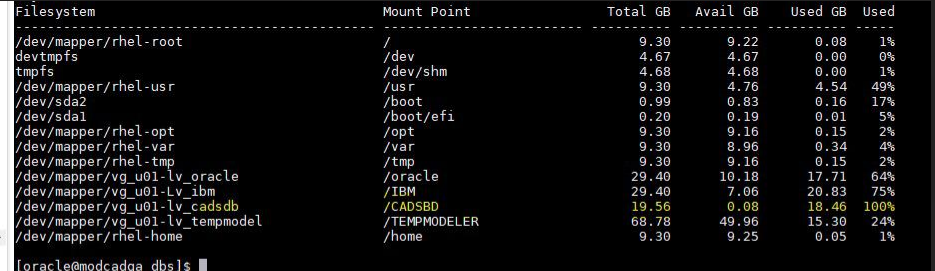 Filesystem Mount Point Total GB Avail GB Used GB Used
/dev/mapper/rhel-root / 9.30 9.22 0.08 1%
devtmpfs /dev 4.67 4.67 0.00 0%
tmpfs /dev/shm 4.68 4.68 0.00 1%
/dev/mapper/rhel-usr /usr 9.30 4.76 4.54 49%
/dev/sda2 /boot 0.99 0.83 0.16 17%
/dev/sda1 /boot/efi 0.20 0.19 0.01 5%
/dev/mapper/rhel-opt /opt 9.30 9.16 0.15 2%
/dev/mapper/rhel-var /var 9.30 8.96 0.34 4%
/dev/mapper/rhel-tmp /tmp 9.30 9.16 0.15 2%
/dev/mapper/vg_u01-lv_oracle /oracle 29.40 10.18 17.71 64%
/dev/mapper/vg_u01-Lv_ibm /IBM 29.40 7.06 20.83 75%
/dev/mapper/vg_u01-lv_cadsdb /CADSBD 19.56 0.08 18.46 100%
/dev/mapper/vg_u01-lv_tempmodel /TEMPMODELER 68.78 49.96 15.30 24%
/dev/mapper/rhel-home /home 9.30 9.25 0.05 1%
[oracle@modcadqa dbs]$